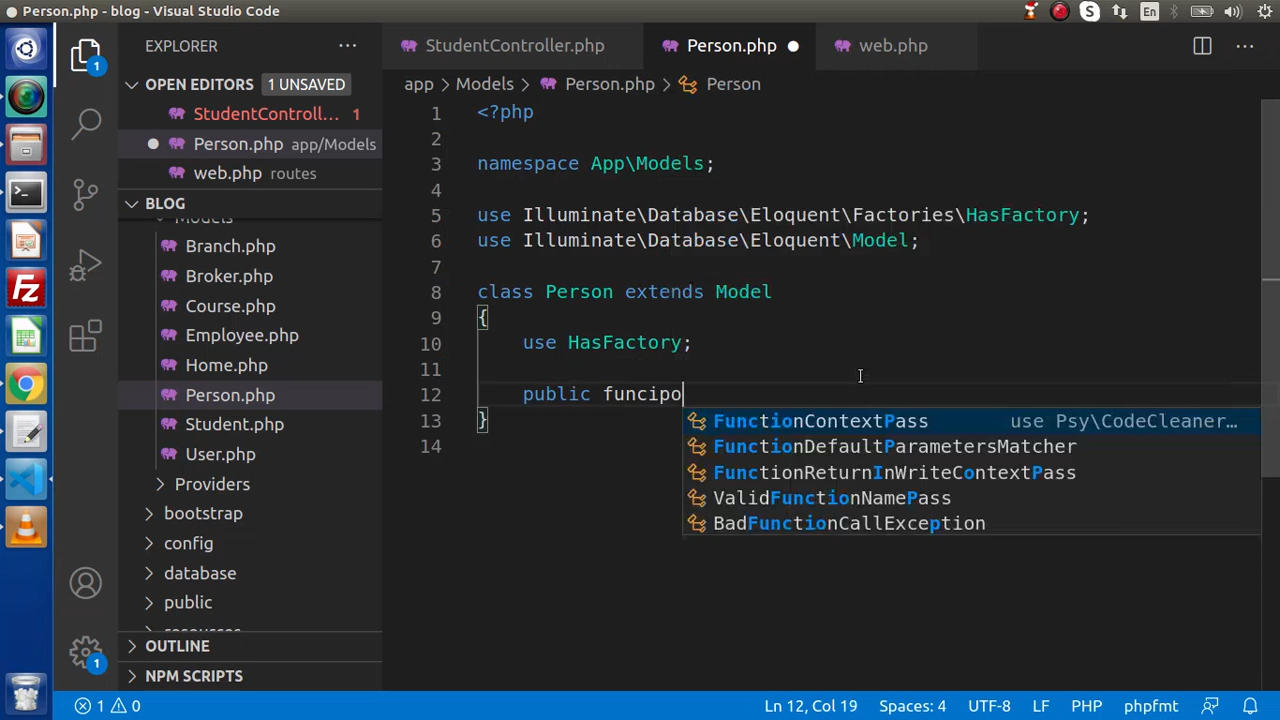 Person.php - blog - Visual Studio Code
En
EXPLORER
OPEN EDITORS 1 UNSAVED
StudentControll... 1
Person.php app/Models
web.php routes
BLOG
Models
Branch.php
Broker.php
Course.php
Employee.php
Home.php
Person.php
Student.php
User.php
Providers
bootstrap
config
database
public
resources
OUTLINE
NPM SCRIPTS
1
1
StudentController.php Person.php web.php
app > Models > Person.php > Person
1 <?php
2
3 namespace App\Models;
4
5 use Illuminate\Database\Eloquent\Factories\HasFactory;
6 use Illuminate\Database\Eloquent\Model;
7
8 class Person extends Model
9 {
10 use HasFactory;
11
12 public funcipo
13 }
14
FunctionContextPass use Psy\CodeCleaner…
FunctionDefaultParametersMatcher
FunctionReturnInWriteContextPass
ValidFunctionNamePass
BadFunctionCallException
1 0 Ln 12, Col 19 Spaces: 4 UTF-8 LF PHP phpfmt